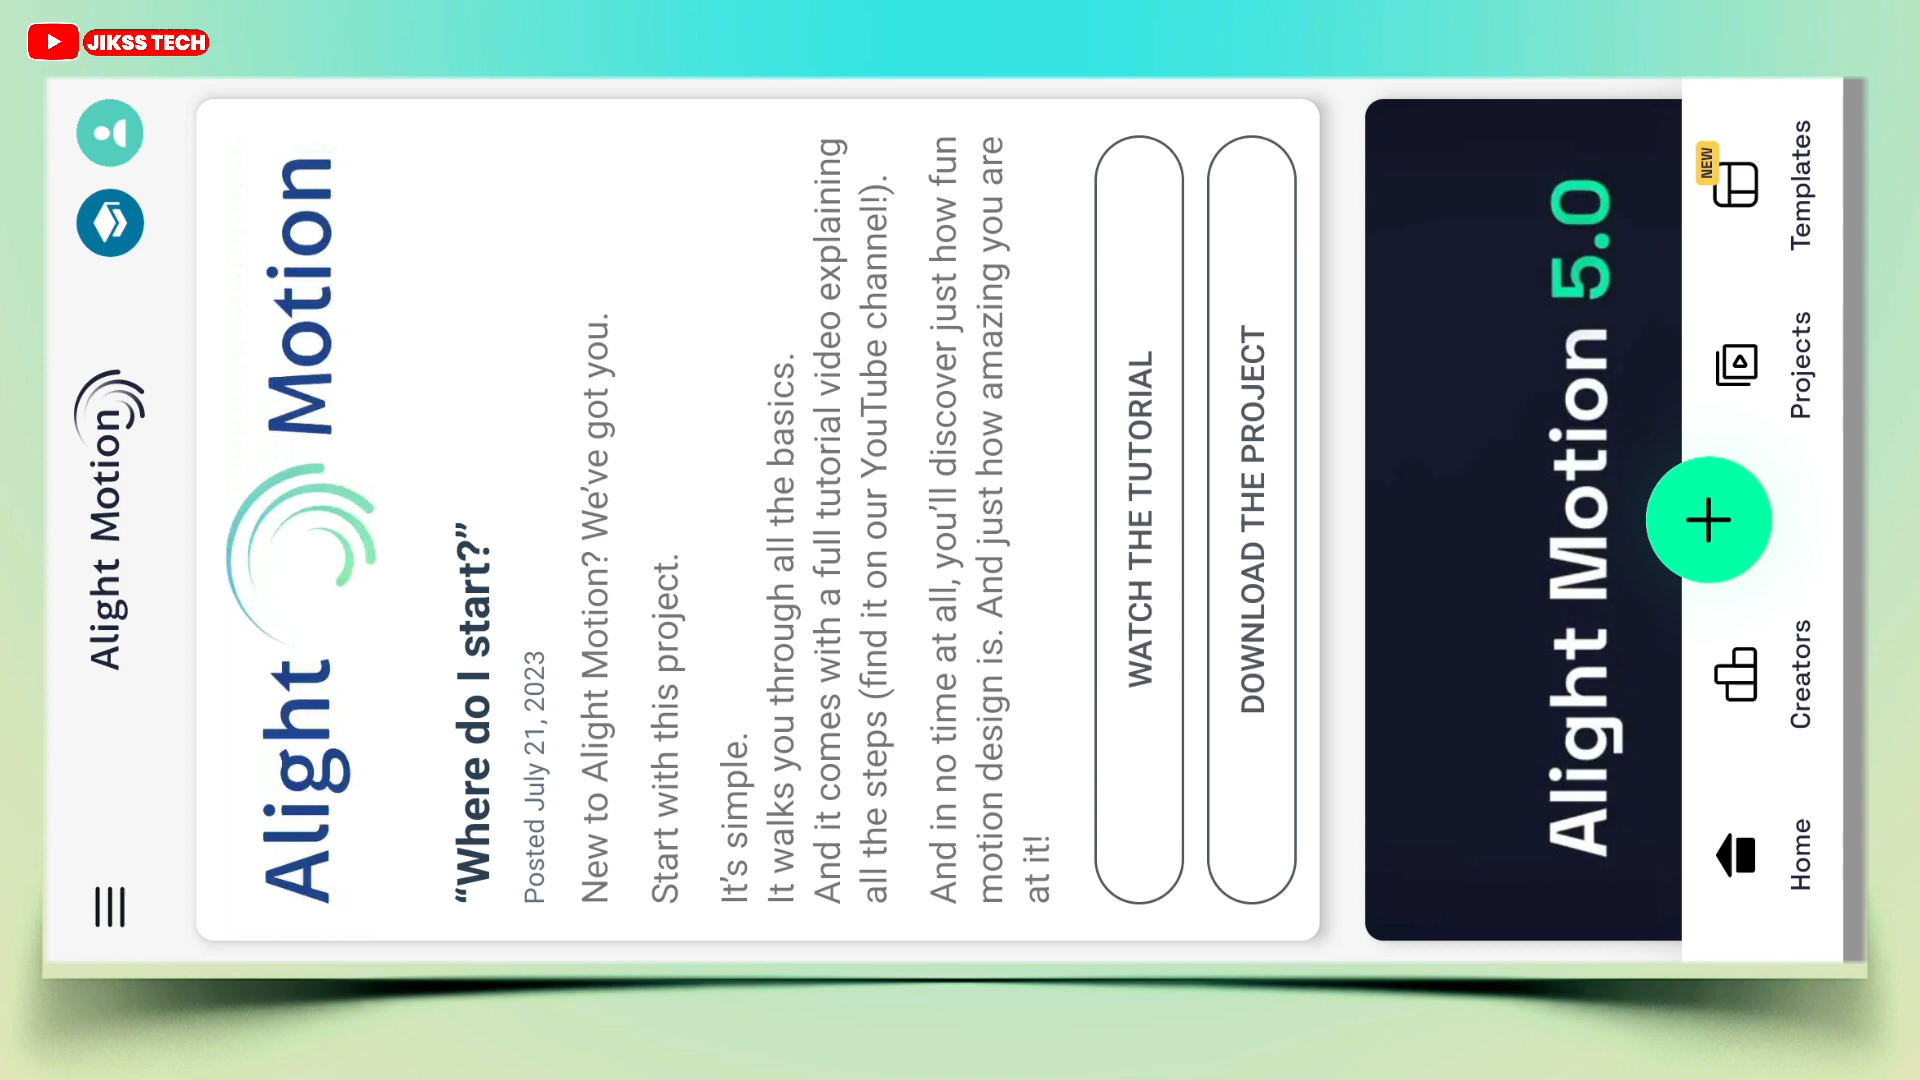 JIKSS TECH
Alight Motion
Alight Motion
“Where do I start?”
Posted July 21, 2023
New to Alight Motion? We’ve got you.
Start with this project.
It’s simple.
It walks you through all the basics.
And it comes with a full tutorial video explaining
all the steps (find it on our YouTube channel!).
And in no time at all, you’ll discover just how fun
motion design is. And just how amazing you are
at it!
WATCH THE TUTORIAL
DOWNLOAD THE PROJECT
Alight Motion 5.0
NEW
Home
Creators
Projects
Templates